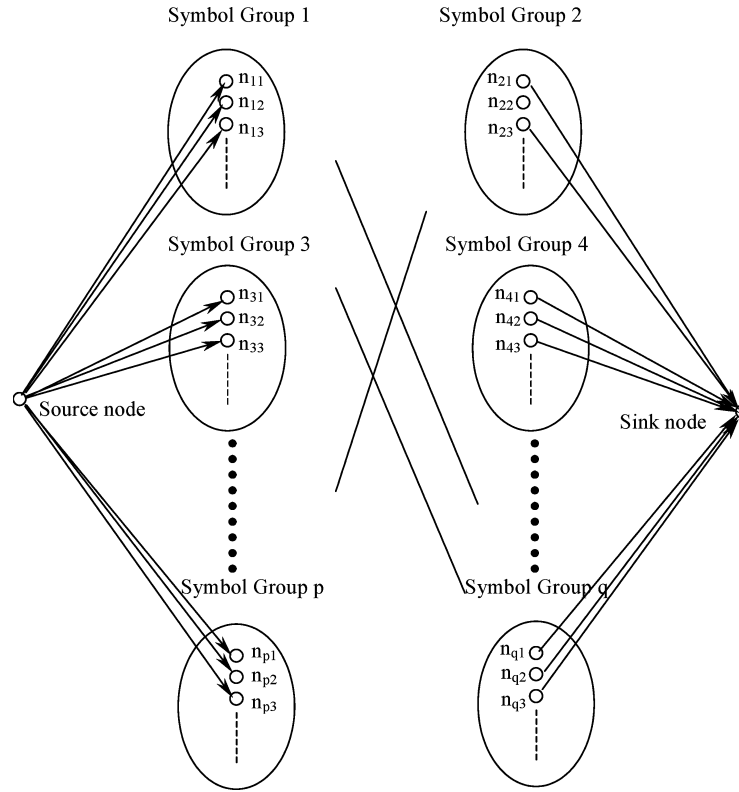 Symbol Group 1
Symbol Group 2
n11
n12
n13
n21
n22
n23
Symbol Group 3
Symbol Group 4
n31
n32
n33
n41
n42
n43
Source node
Sink node
Symbol Group p
Symbol Group q
np1
np2
np3
nq1
nq2
nq3